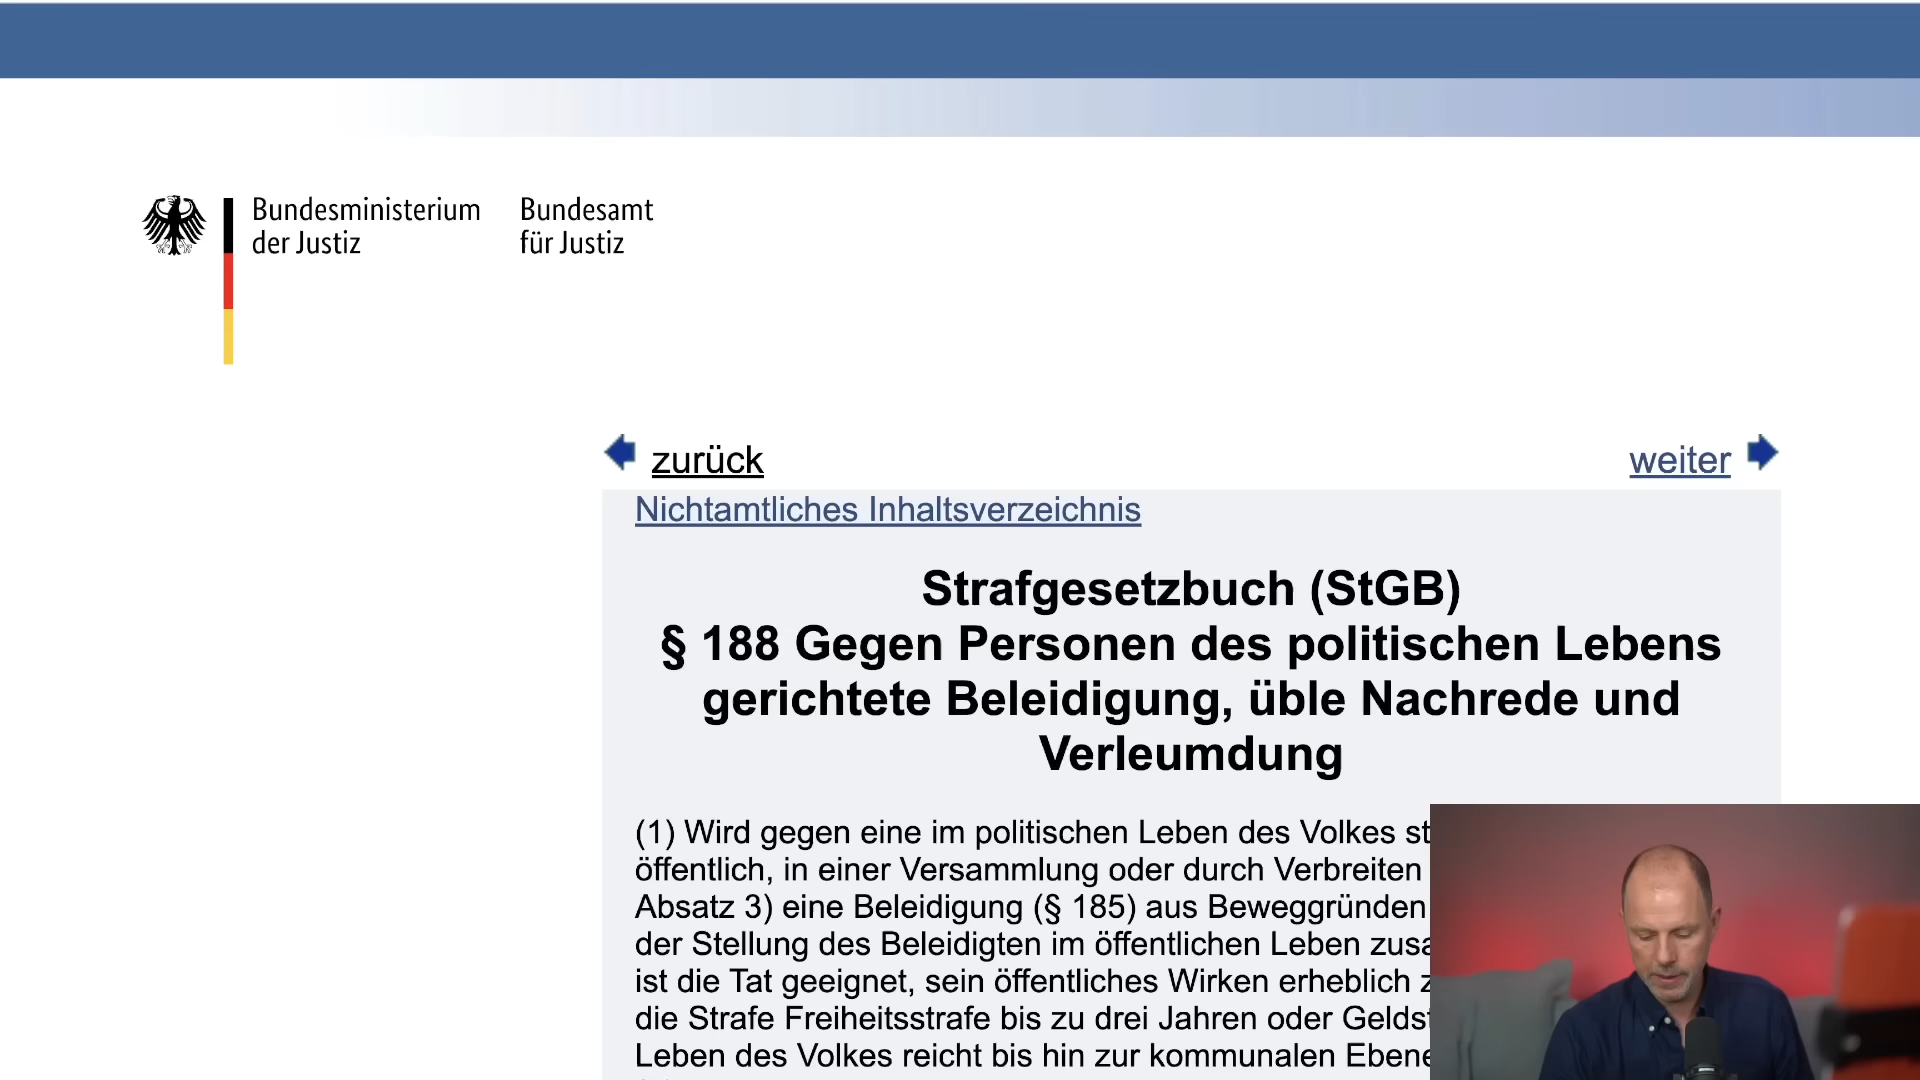 Bundesministerium
der Justiz
Bundesamt
für Justiz
zurück
weiter
Nichtamtliches Inhaltsverzeichnis
Strafgesetzbuch (StGB)
§ 188 Gegen Personen des politischen Lebens
gerichtete Beleidigung, üble Nachrede und
Verleumdung
(1) Wird gegen eine im politischen Leben des Volkes
öffentlich, in einer Versammlung oder durch Verbreiten
Absatz 3) eine Beleidigung (§ 185) aus Beweggründen
der Stellung des Beleidigten im öffentlichen Leben
ist die Tat geeignet, sein öffentliches Wirken erheblich
die Strafe Freiheitsstrafe bis zu drei Jahren oder
Leben des Volkes reicht bis hin zur kommunalen Ebene